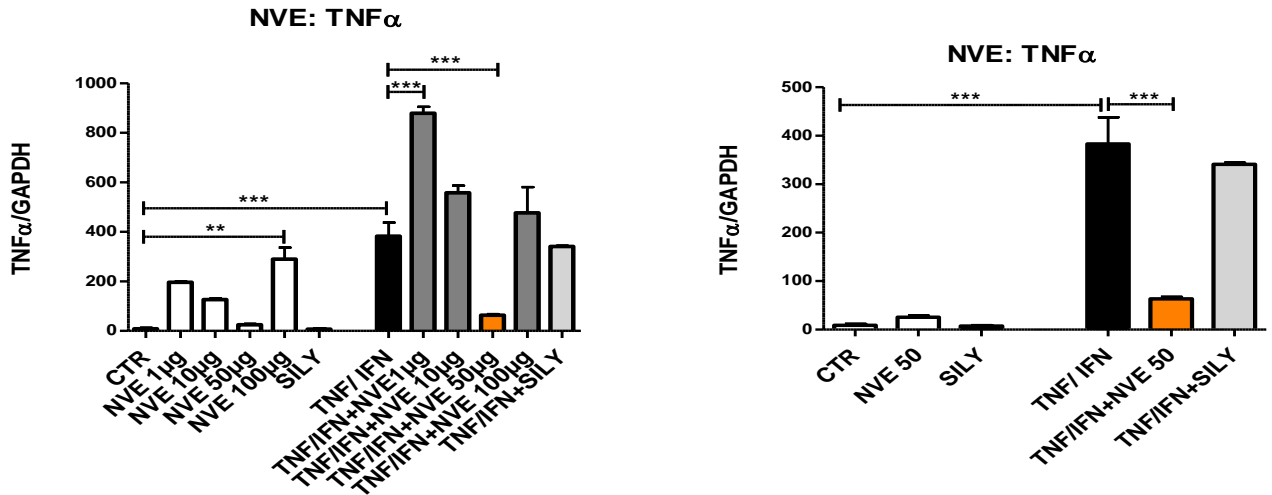 NVE: TNFα
TNFα/GAPDH
1000
800
600
400
200
0
***
***
***
**
CTR
NVE 1µg
NVE 10µg
NVE 50µg
NVE 100µg
SILY
TNF/ IFN
TNF/IFN+NVE1µg
TNF/IFN+NVE 10µg
TNF/IFN+NVE 50µg
TNF/IFN+NVE 100µg
TNF/IFN+SILY
NVE: TNFα
TNFα/GAPDH
500
400
300
200
100
0
***
***
CTR
NVE 50
SILY
TNF/ IFN
TNF/IFN+NVE 50
TNF/IFN+SILY